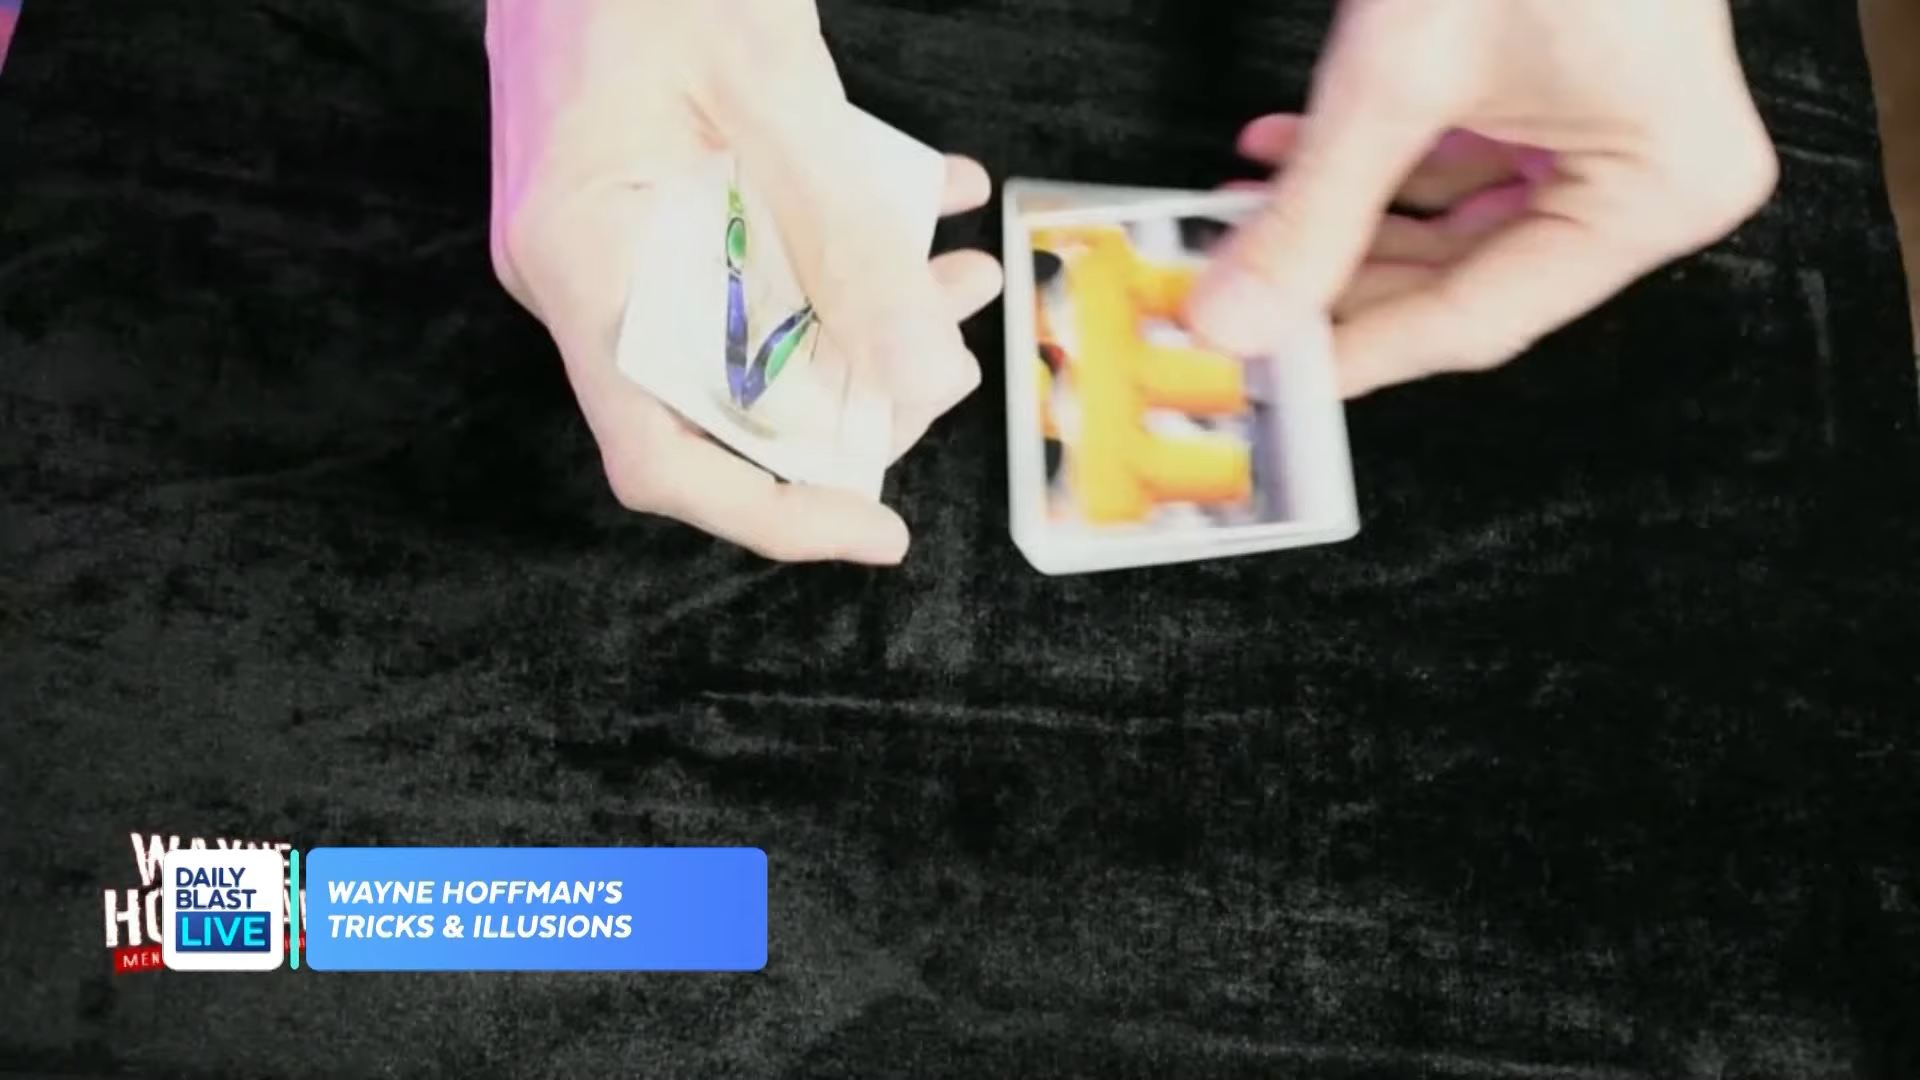 DAILY
BLAST
LIVE
WAYNE HOFFMAN'S
TRICKS & ILLUSIONS